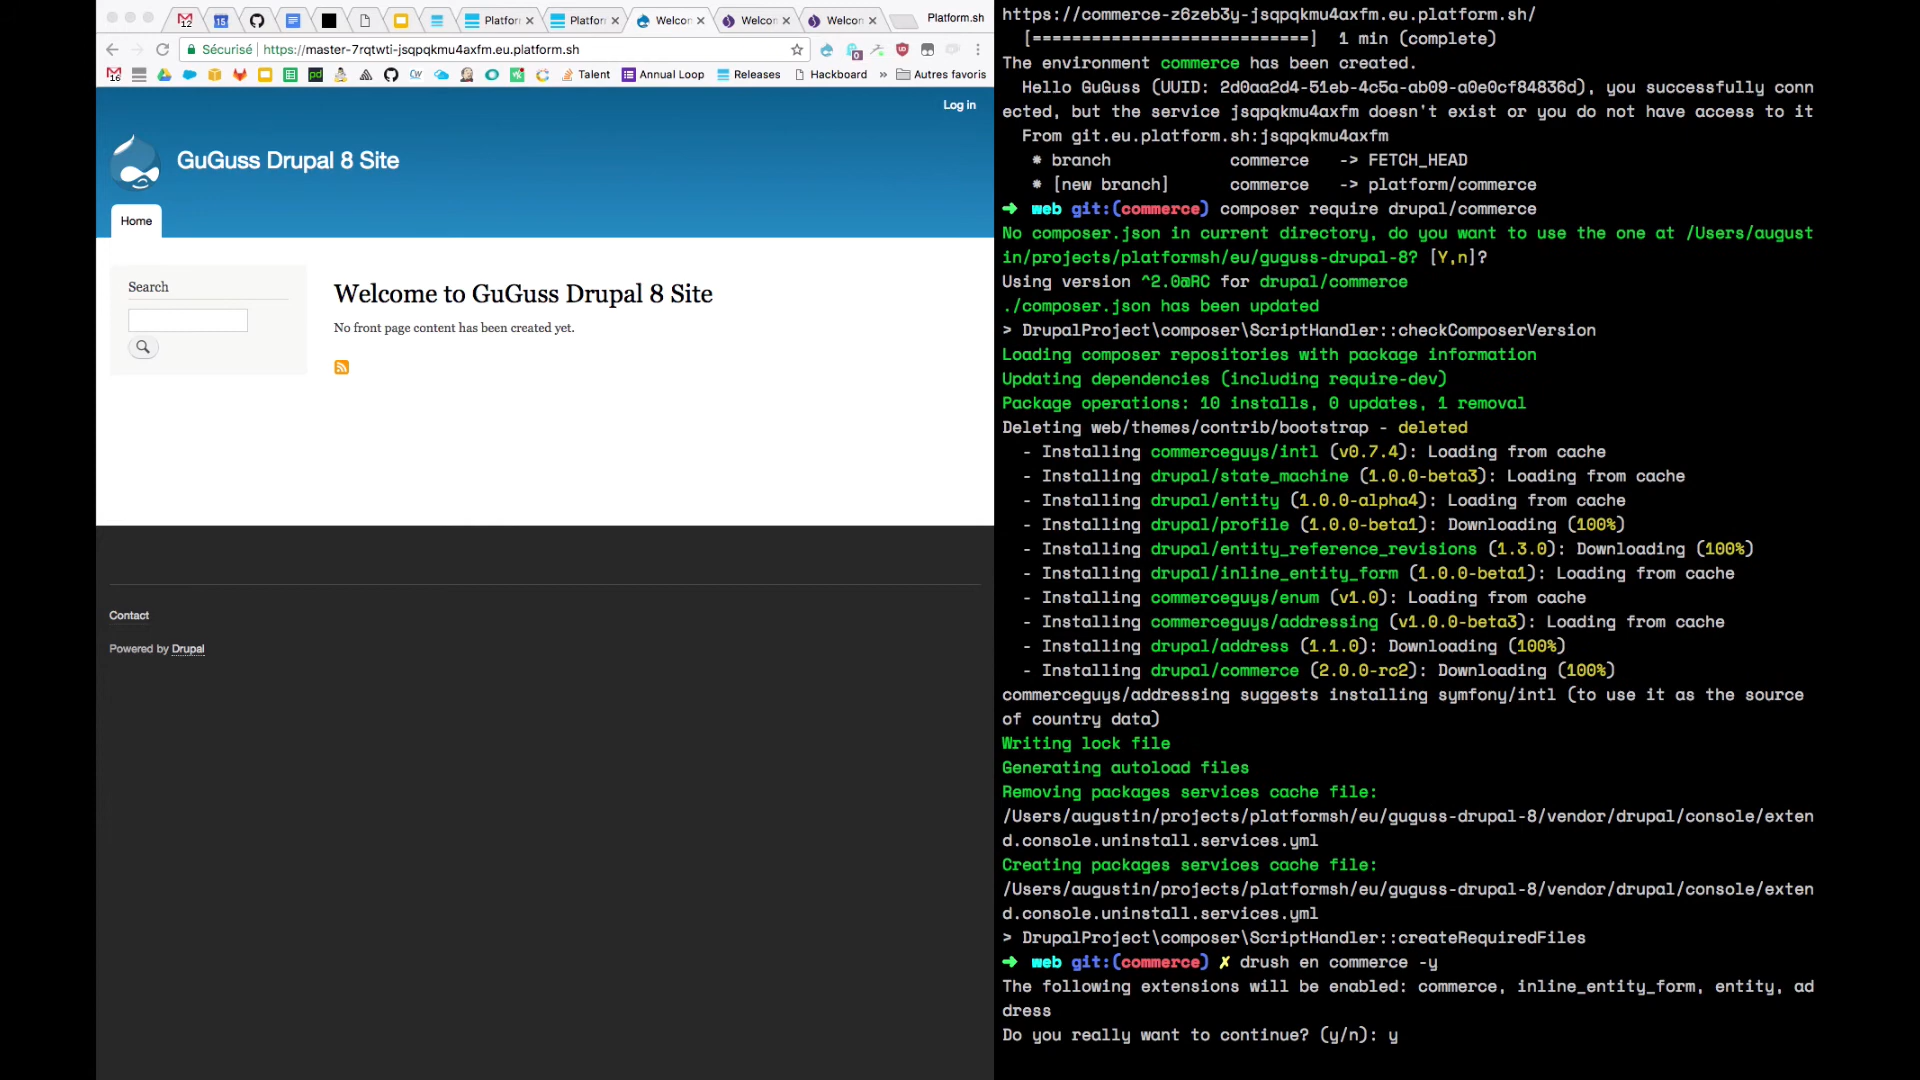 12
15
Platfor
Platfor
Welcon
Welcon
Welcon
Platform.sh
Sécurisé
https://master-7rqtwti-jsqpqkmu4axfm.eu.platform.sh
0
16
pd
CW
Talent
Annual Loop
Releases
Hackboard
»
Autres favoris
Log in
GuGuss Drupal 8 Site
Home
Search
Welcome to GuGuss Drupal 8 Site
No front page content has been created yet.
Contact
Powered by Drupal
https://commerce-z6zeb3y-jsqpqkmu4axfm.eu.platform.sh/
[============================] 1 min (complete)
The environment commerce has been created.
Hello GuGuss (UUID: 2d0aa2d4-51eb-4c5a-ab09-a0e0cf84836d), you successfully conn
ected, but the service jsqpqkmu4axfm doesn't exist or you do not have access to it
From git.eu.platform.sh:jsqpqkmu4axfm
* branch commerce -> FETCH_HEAD
* [new branch] commerce -> platform/commerce
➜ web git:(commerce) composer require drupal/commerce
No composer.json in current directory, do you want to use the one at /Users/august
in/projects/platformsh/eu/guguss-drupal-8? [Y,n]?
Using version ^2.0@RC for drupal/commerce
./composer.json has been updated
> DrupalProject\composer\ScriptHandler::checkComposerVersion
Loading composer repositories with package information
Updating dependencies (including require-dev)
Package operations: 10 installs, 0 updates, 1 removal
Deleting web/themes/contrib/bootstrap - deleted
- Installing commerceguys/intl (v0.7.4): Loading from cache
- Installing drupal/state_machine (1.0.0-beta3): Loading from cache
- Installing drupal/entity (1.0.0-alpha4): Loading from cache
- Installing drupal/profile (1.0.0-beta1): Downloading (100%)
- Installing drupal/entity_reference_revisions (1.3.0): Downloading (100%)
- Installing drupal/inline_entity_form (1.0.0-beta1): Loading from cache
- Installing commerceguys/enum (v1.0): Loading from cache
- Installing commerceguys/addressing (v1.0.0-beta3): Loading from cache
- Installing drupal/address (1.1.0): Downloading (100%)
- Installing drupal/commerce (2.0.0-rc2): Downloading (100%)
commerceguys/addressing suggests installing symfony/intl (to use it as the source
of country data)
Writing lock file
Generating autoload files
Removing packages services cache file:
/Users/augustin/projects/platformsh/eu/guguss-drupal-8/vendor/drupal/console/exten
d.console.uninstall.services.yml
Creating packages services cache file:
/Users/augustin/projects/platformsh/eu/guguss-drupal-8/vendor/drupal/console/exten
d.console.uninstall.services.yml
> DrupalProject\composer\ScriptHandler::createRequiredFiles
➜ web git:(commerce) ✗ drush en commerce -y
The following extensions will be enabled: commerce, inline_entity_form, entity, ad
dress
Do you really want to continue? (y/n): y